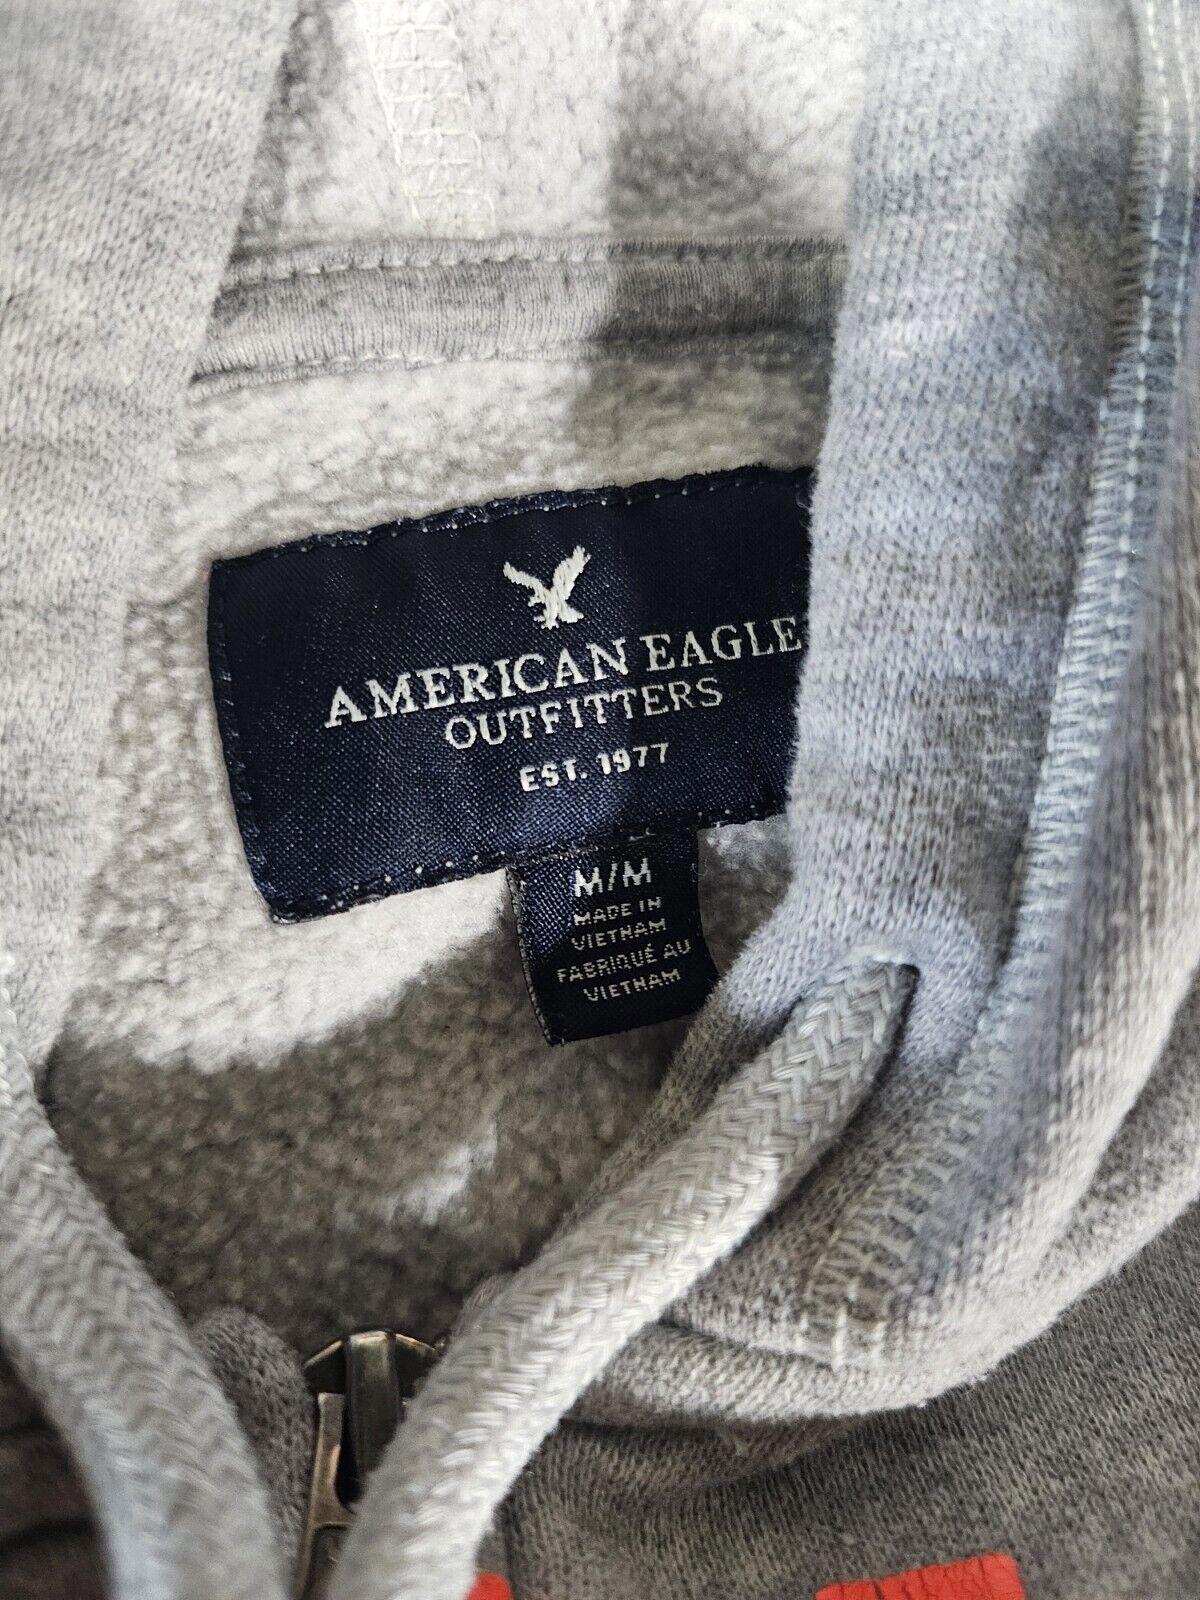 AMERICAN EAGLE
OUTFITTERS
EST. 1977
M/M
MADE IN
VIETNAM
FABRIQUÉ AU
VIETNAM